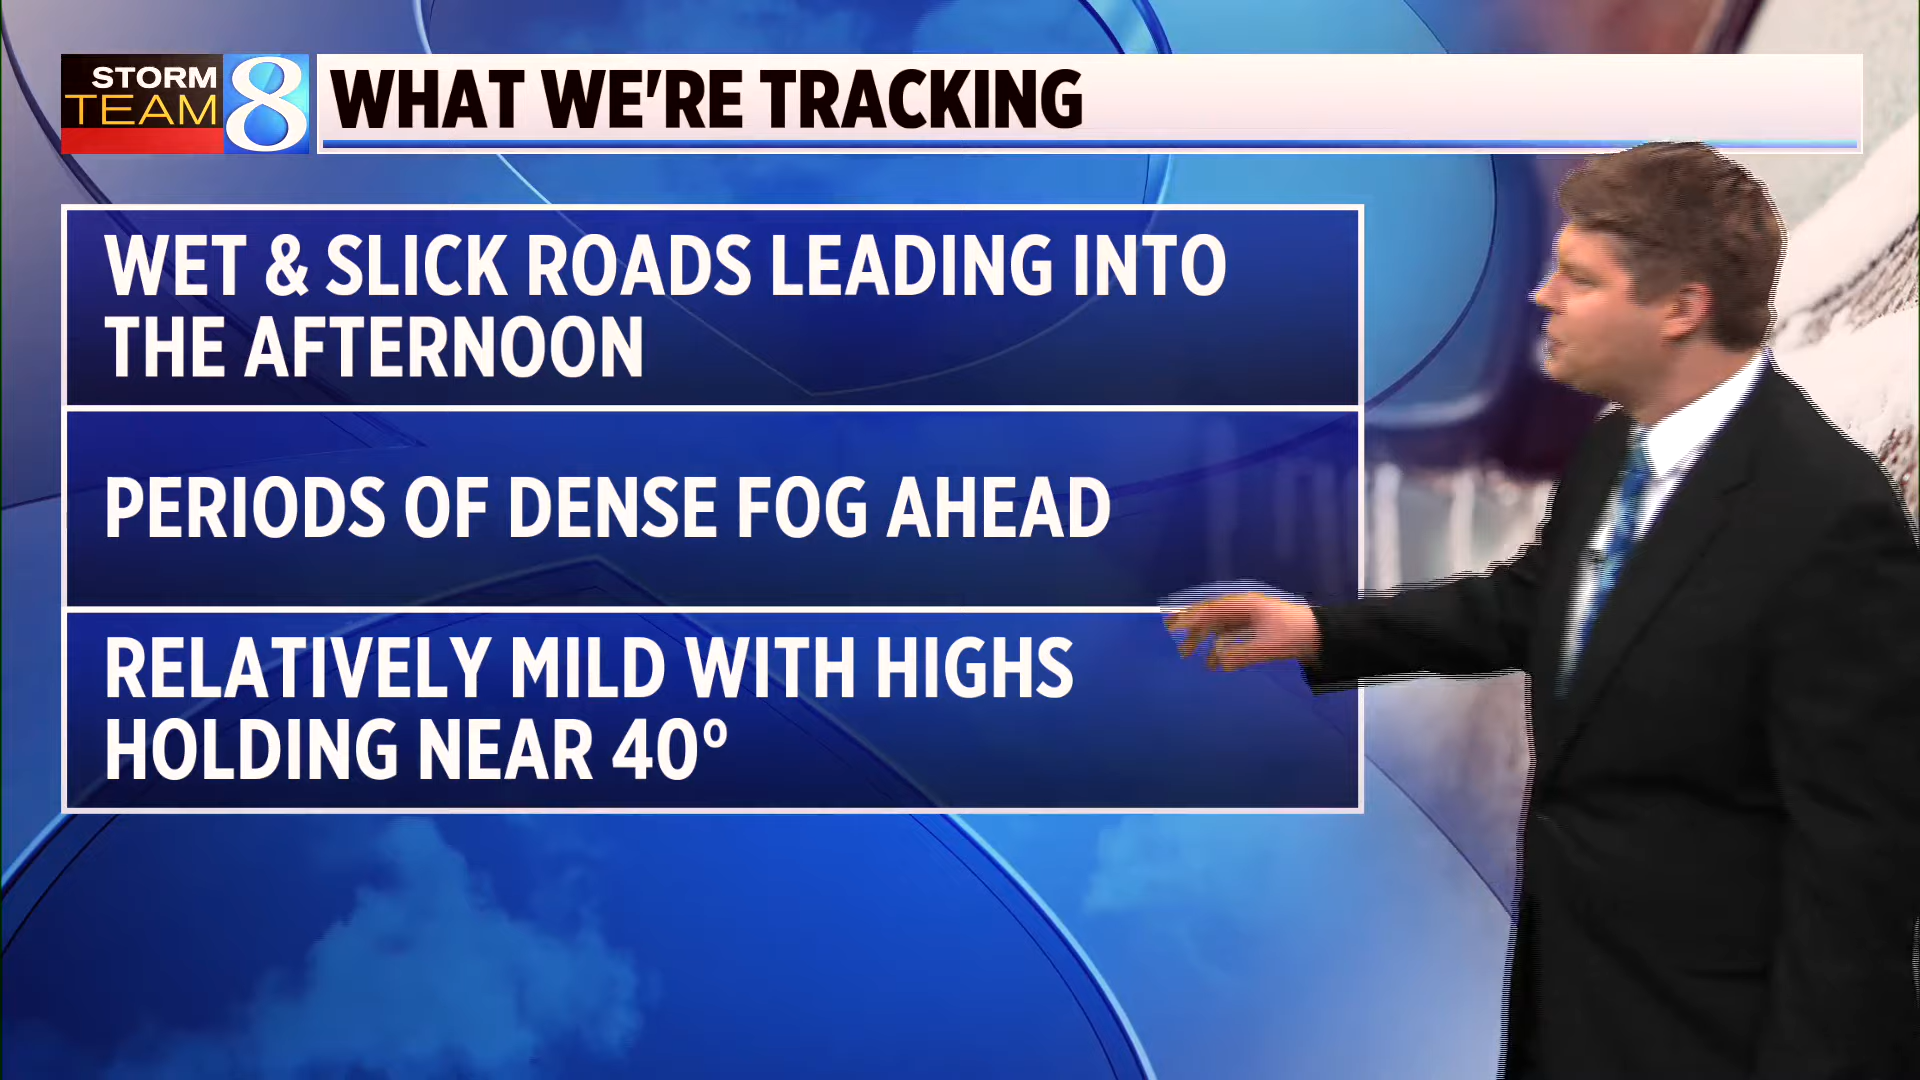 STORM
TEAM
8
WHAT WE'RE TRACKING
WET & SLICK ROADS LEADING INTO
THE AFTERNOON
PERIODS OF DENSE FOG AHEAD
RELATIVELY MILD WITH HIGHS
HOLDING NEAR 40º